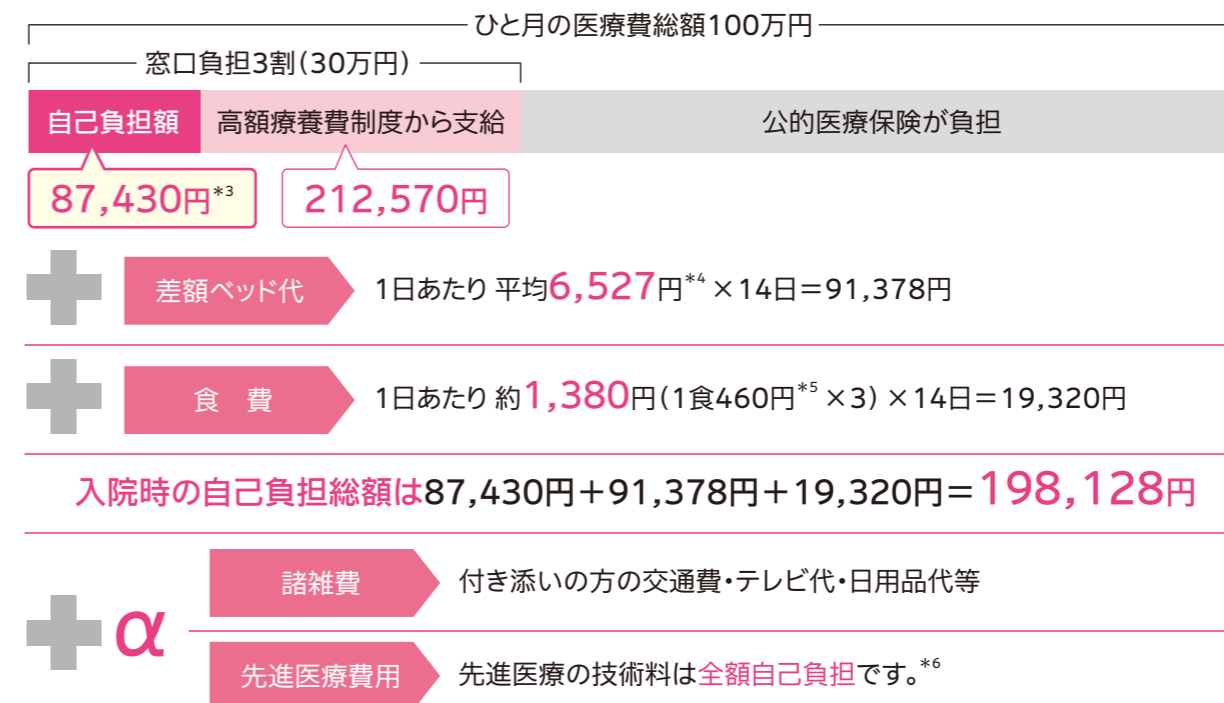 ひと月の医療費総額100万円
窓口負担3割(30万円)
自己負担額 高額療養費制度から支給 公的医療保険が負担
87,430円*3 212,570円
差額ベッド代 1日あたり 平均6,527円*4×14日=91,378円
食 費 1日あたり 約1,380円(1食460円*5×3)×14日=19,320円
入院時の自己負担総額は87,430円+91,378円+19,320円=198,128円
諸雑費 付き添いの方の交通費・テレビ代・日用品代等
+α
先進医療費用 先進医療の技術料は全額自己負担です。*6